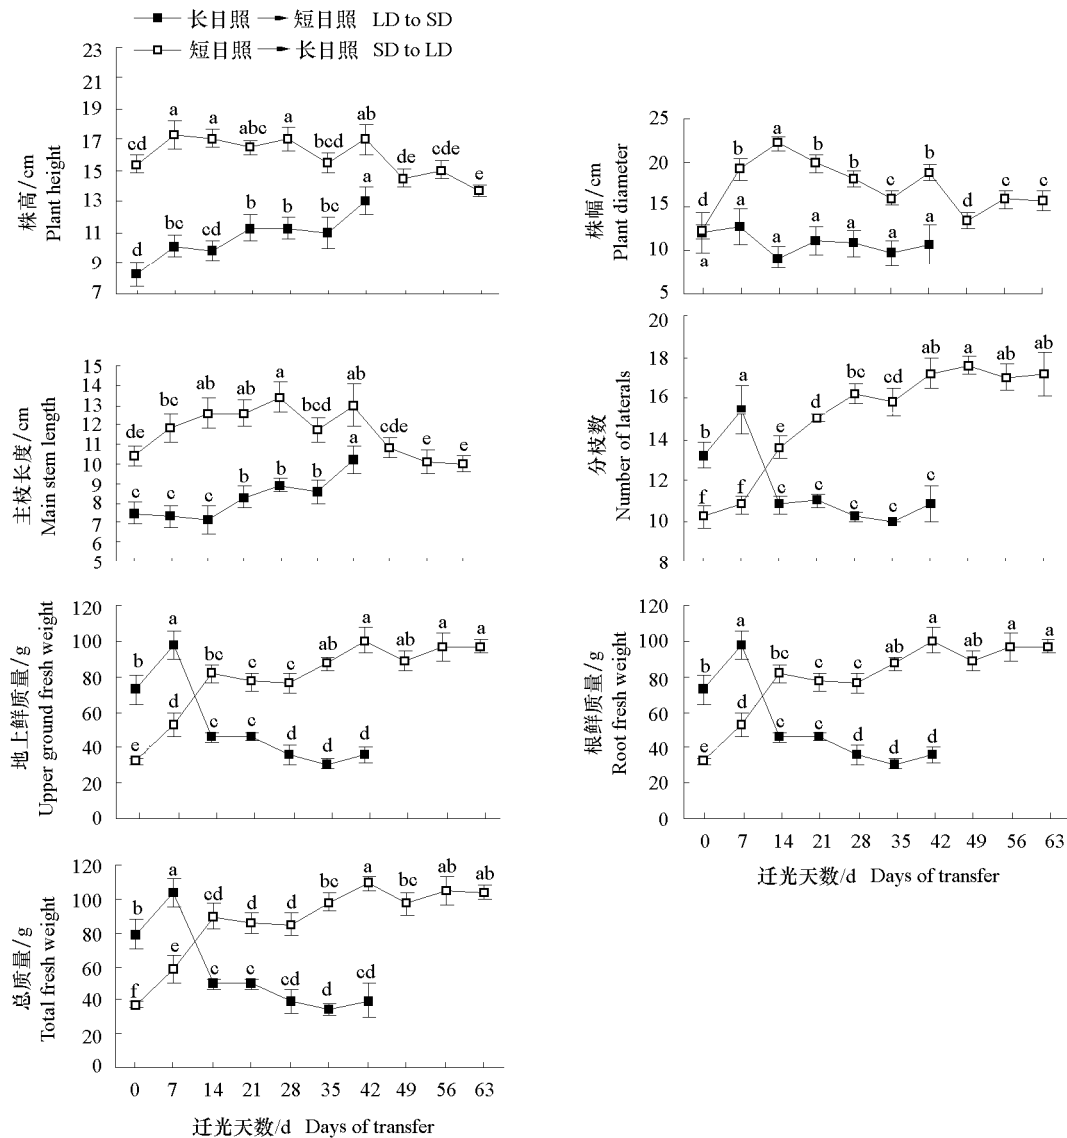 长日照 短日照 LD to SD
短日照 长日照 SD to LD
株高/cm
Plant height
23
21
19
17
15
13
11
9
7
cd a a abc a bcd ab de cde e
d bc cd b b bc a
株幅/cm
Plant diameter
25
20
15
10
5
d b a b b c b d c c
a a a a a a a
主枝长度/cm
Main stem length
15
14
13
12
11
10
9
8
7
6
5
de bc ab ab a bcd ab cde e e
c c c b b b a
分枝数
Number of laterals
20
18
16
14
12
10
8
b a c c c c c
f f e d bc cd ab a ab ab
地上鲜质量/g
Upper ground fresh weight
120
100
80
60
40
20
0
b a c c d d d
e d bc c c ab a ab a a
根鲜质量/g
Root fresh weight
120
100
80
60
40
20
0
b a c c d d d
e d bc c c ab a ab a a
0 7 14 21 28 35 42 49 56 63
迁光天数/d Days of transfer
总质量/g
Total fresh weight
120
100
80
60
40
20
0
b a c c cd d cd
f e cd d d bc a bc ab ab
0 7 14 21 28 35 42 49 56 63
迁光天数/d Days of transfer